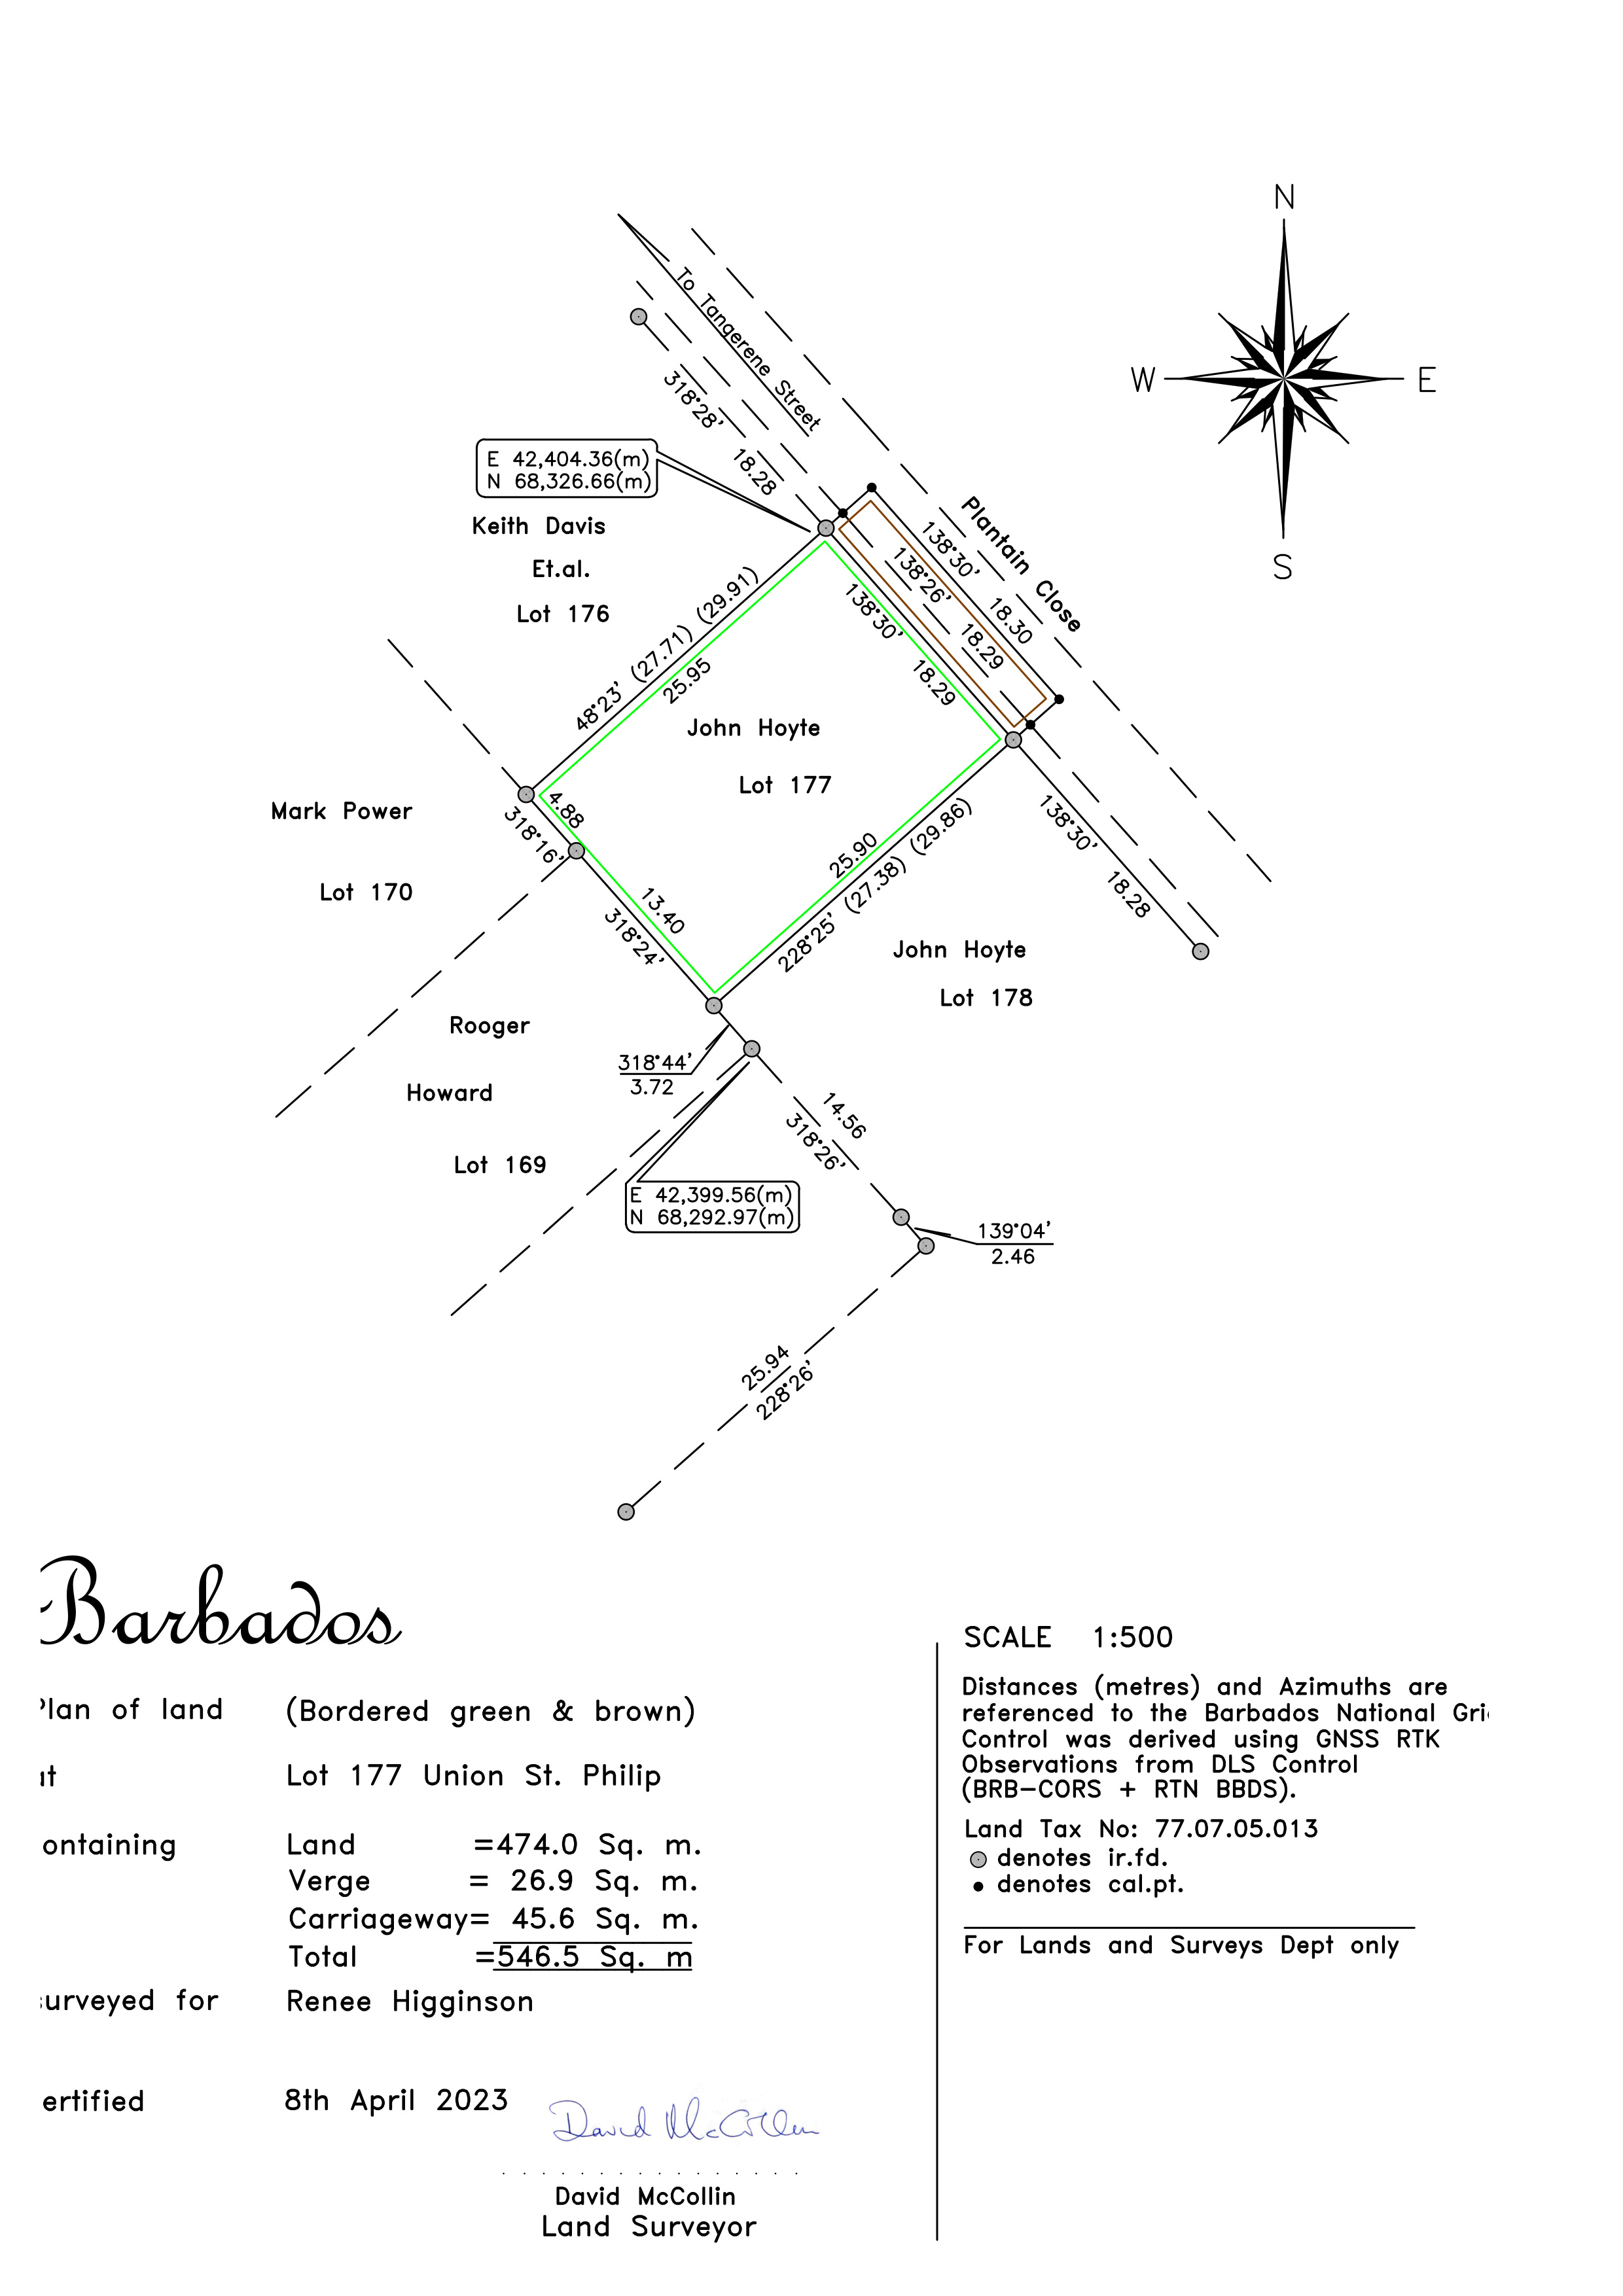 N
W
E
S
To Tangerene Street
318°28'
18.28
E 42,404.36(m)
N 68,326.66(m)
Keith Davis
Et.al.
Lot 176
Plantain Close
138°30'
18.30
138°26'
18.29
138°30'
18.29
48°23' (27.71) (29.91)
25.95
John Hoyte
Lot 177
Mark Power
Lot 170
4.88
318°16'
13.40
318°24'
25.90
228°25' (27.38) (29.86)
138°30'
18.28
John Hoyte
Lot 178
Rooger
Howard
Lot 169
318°44'
3.72
14.56
318°26'
E 42,399.56(m)
N 68,292.97(m)
139°04'
2.46
25.94
228°26'
Barbados
lan of land (Bordered green & brown)
t Lot 177 Union St. Philip
ontaining Land =474.0 Sq. m.
Verge = 26.9 Sq. m.
Carriageway= 45.6 Sq. m.
Total =546.5 Sq. m
urveyed for Renee Higginson
ertified 8th April 2023
David McCollin
David McCollin
Land Surveyor
SCALE 1:500
Distances (metres) and Azimuths are
referenced to the Barbados National Gri
Control was derived using GNSS RTK
Observations from DLS Control
(BRB-CORS + RTN BBDS).
Land Tax No: 77.07.05.013
denotes ir.fd.
denotes cal.pt.
For Lands and Surveys Dept only